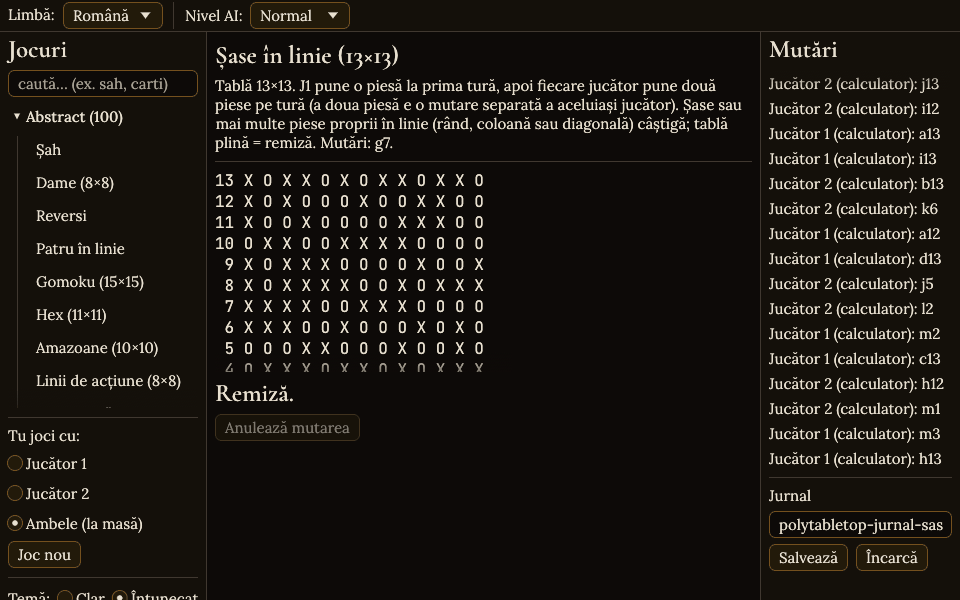 Limbă: Română ▼ Nivel AI: Normal ▼
Jocuri
caută... (ex. sah, carti)
▼ Abstract (100)
Șah
Dame (8×8)
Reversi
Patru în linie
Gomoku (15×15)
Hex (11×11)
Amazoane (10×10)
Linii de acțiune (8×8)
Tu joci cu:
Jucător 1
Jucător 2
Ambele (la masă)
Joc nou
Temă: Clar Întunecat
Șase în linie (13×13)
Tablă 13×13. J1 pune o piesă la prima tură, apoi fiecare jucător pune două
piese pe tură (a doua piesă e o mutare separată a aceluiași jucător). Șase sau
mai multe piese proprii în linie (rând, coloană sau diagonală) câștigă; tablă
plină = remiză. Mutări: g7.
13 X O X X O X O X X O X X O
12 X O O X X O X O O X O O O
11 X O O X O O X X O X X X O
10 O X O O X X X X O X O O O
9 X O X X X O O O O X O O X
8 X X O X X O O X O X X X X
7 X X X O X X O X X X O O O
6 X X O X O O O O X O X X O
5 O O O X X O O O X O O X O
4 O X X X O X X X O X X X X
Remiză.
Anulează mutarea
Mutări
Jucător 2 (calculator): j13
Jucător 2 (calculator): i12
Jucător 1 (calculator): a13
Jucător 1 (calculator): i13
Jucător 2 (calculator): b13
Jucător 2 (calculator): k6
Jucător 1 (calculator): a12
Jucător 1 (calculator): d13
Jucător 2 (calculator): j5
Jucător 2 (calculator): l2
Jucător 1 (calculator): m2
Jucător 1 (calculator): c13
Jucător 2 (calculator): h12
Jucător 2 (calculator): m1
Jucător 1 (calculator): m3
Jucător 1 (calculator): h13
Jurnal
polytabletop-jurnal-sas
Salvează Încarcă